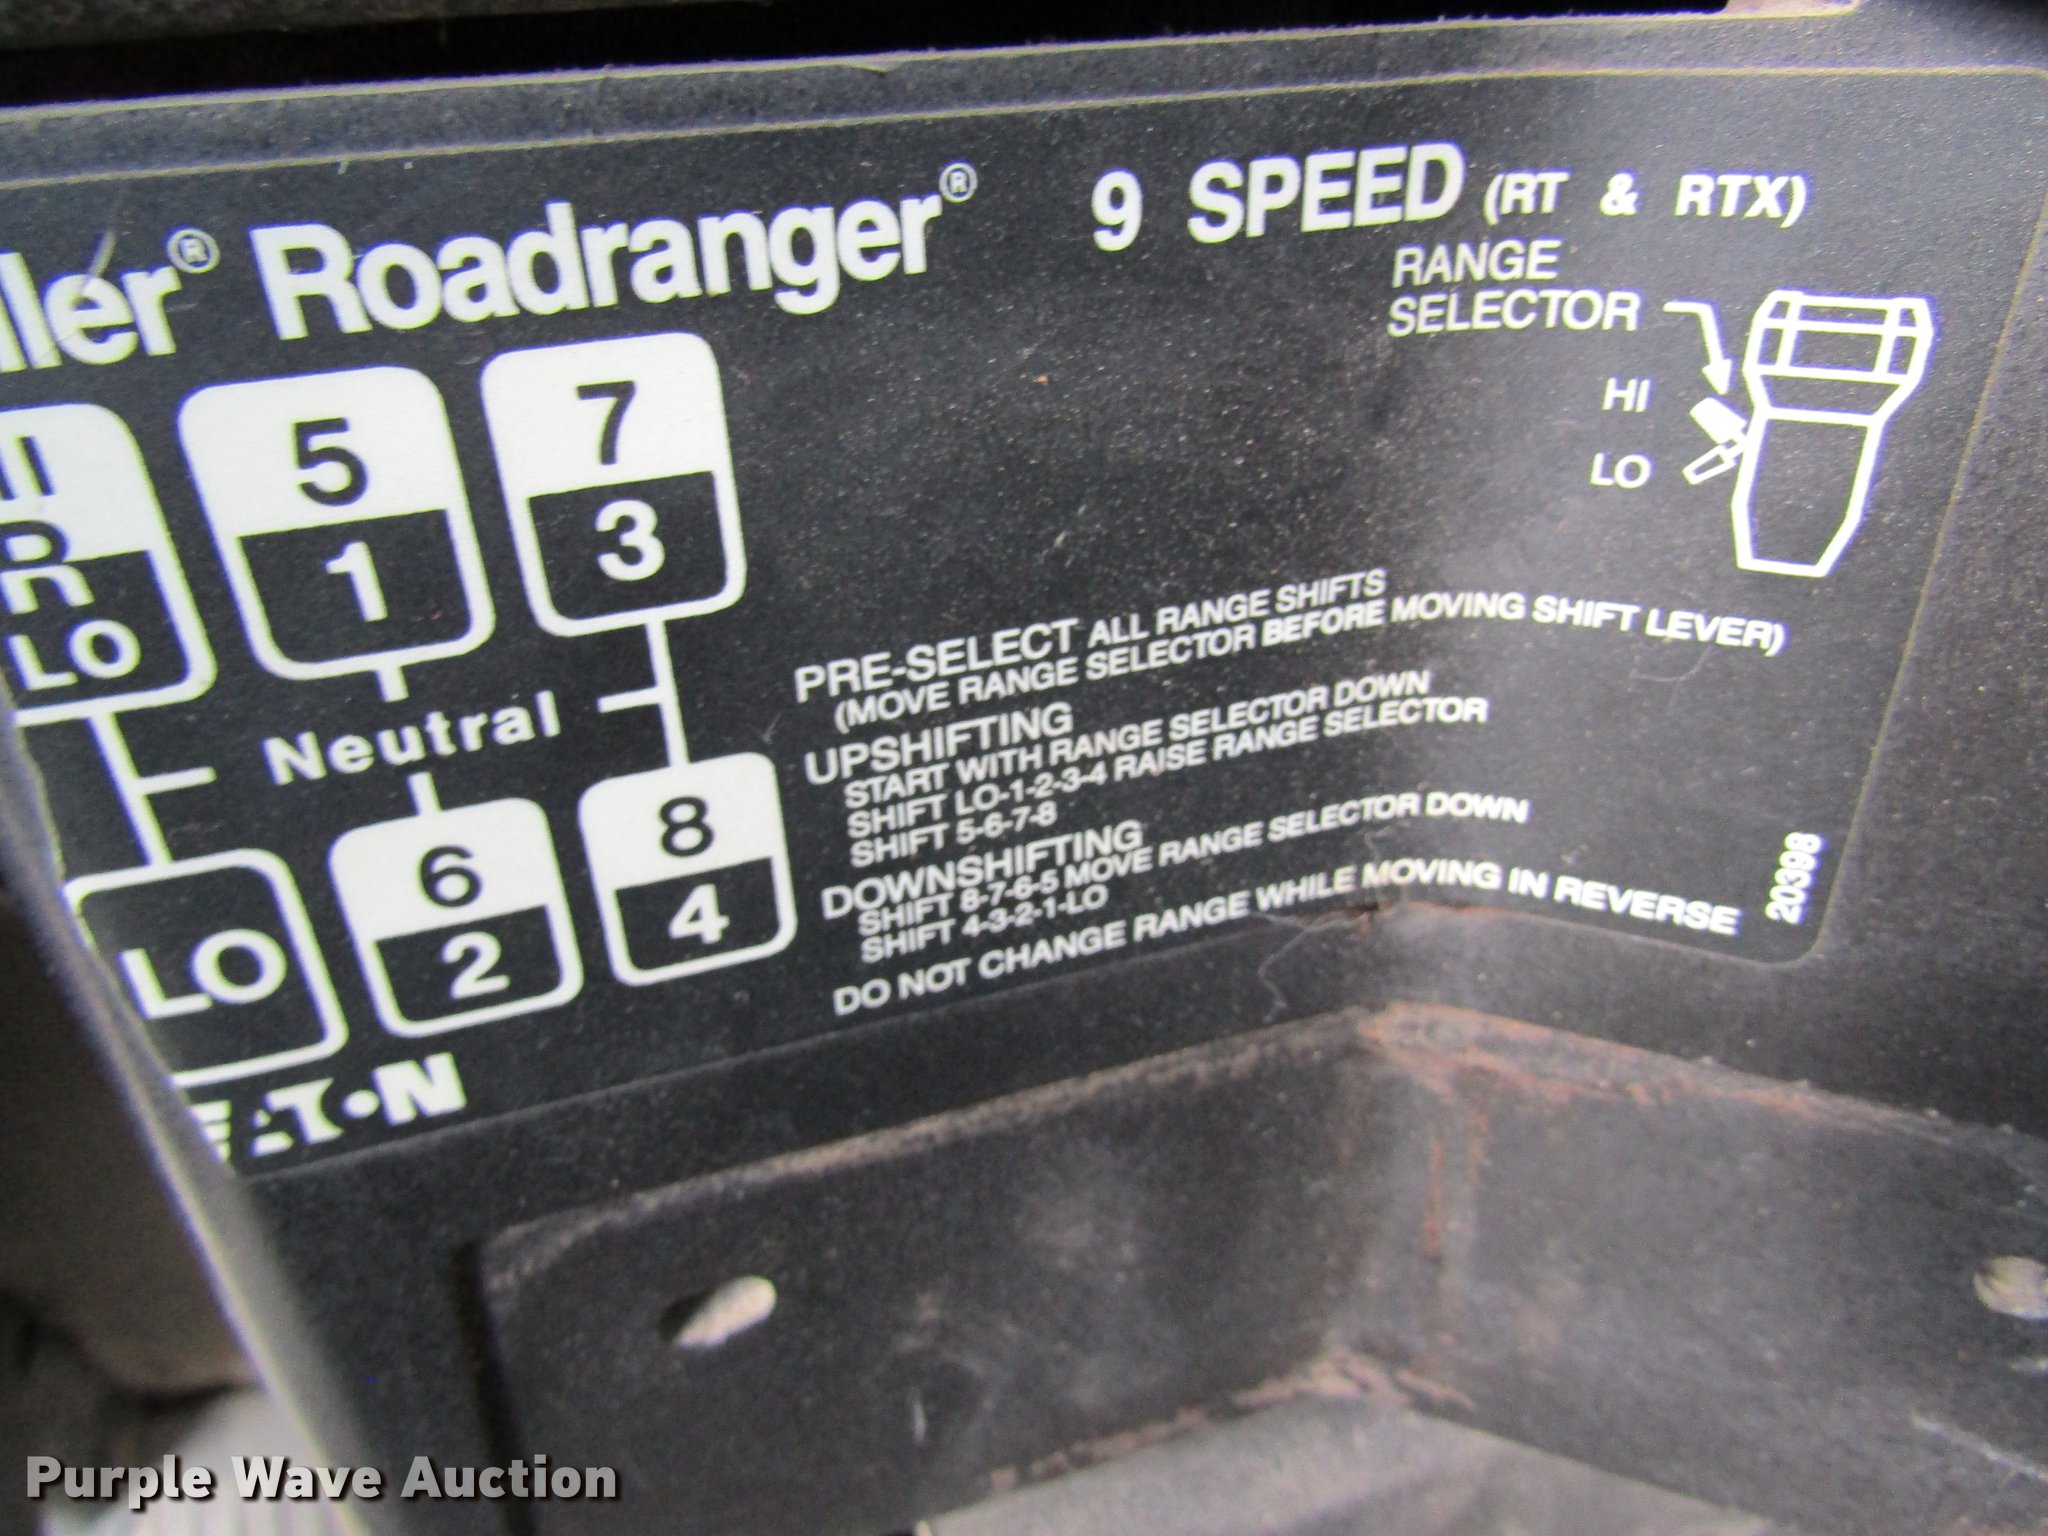 ller® Roadranger® 9 SPEED (RT & RTX)
RANGE
SELECTOR
HI
LO
5
1
7
3
R
LO
Neutral
LO
6
2
8
4
PRE-SELECT ALL RANGE SHIFTS
(MOVE RANGE SELECTOR BEFORE MOVING SHIFT LEVER)
UPSHIFTING
START WITH RANGE SELECTOR DOWN
SHIFT LO-1-2-3-4 RAISE RANGE SELECTOR
SHIFT 5-6-7-8
DOWNSHIFTING
SHIFT 8-7-6-5 MOVE RANGE SELECTOR DOWN
SHIFT 4-3-2-1-LO
DO NOT CHANGE RANGE WHILE MOVING IN REVERSE
20398
EATON
Purple Wave Auction